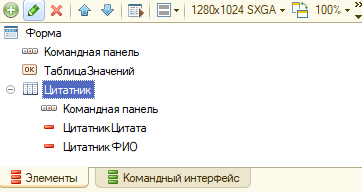 1280x1024 SXGA 100%
Форма
Командная панель
OK ТаблицаЗначений
Цитатник
Командная панель
ЦитатникЦитата
ЦитатникФИО
Элементы Командный интерфейс